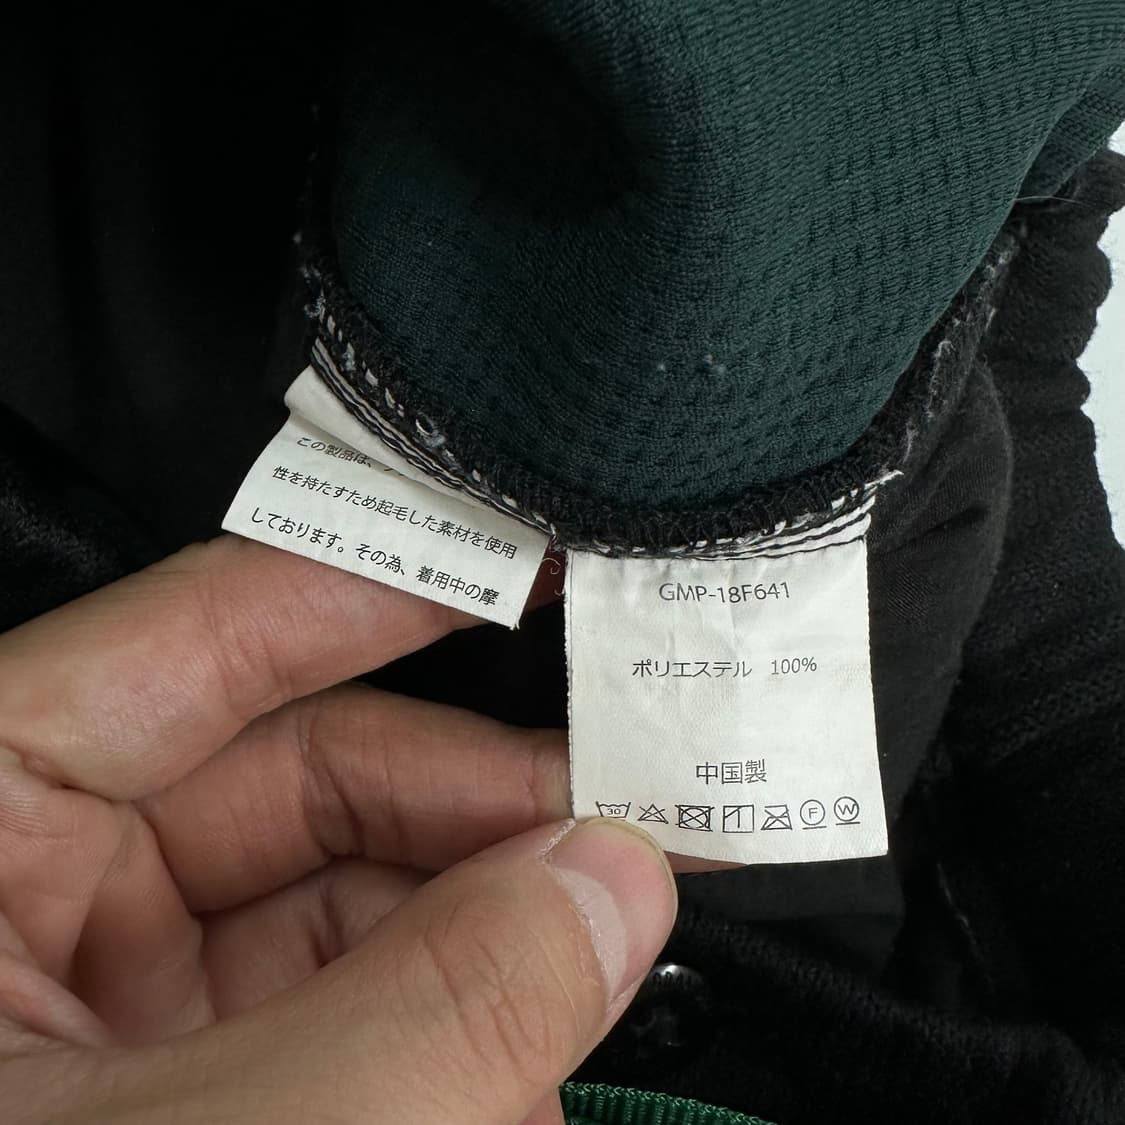 この製品は、
性を持たすため起毛した素材を使用
しております。その為、着用中の摩
GMP-18F641
ポリエステル 100%
中国製
30
F W